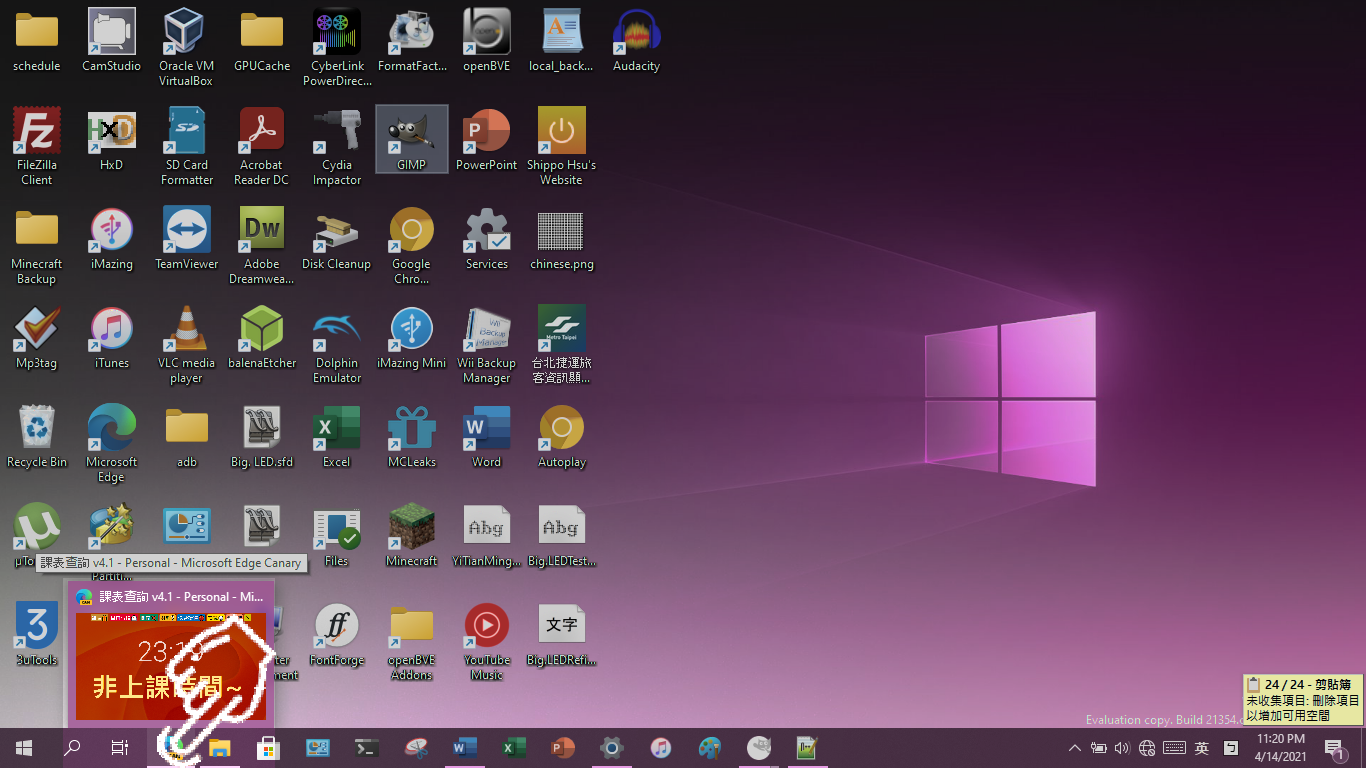 schedule
CamStudio
Oracle VM
VirtualBox
GPUCache
CyberLink
PowerDirec...
FormatFact...
openBVE
local_back...
Audacity
FileZilla
Client
HxD
SD Card
Formatter
Acrobat
Reader DC
Cydia
Impactor
GIMP
PowerPoint
Shippo Hsu's
Website
Minecraft
Backup
iMazing
TeamViewer
Adobe
Dreamwea...
Disk Cleanup
Google
Chro...
Services
chinese.png
Mp3tag
iTunes
VLC media
player
balenaEtcher
Dolphin
Emulator
iMazing Mini
Wii Backup
Manager
台北捷運旅
客資訊顯...
Recycle Bin
Microsoft
Edge
adb
Big. LED.sfd
Excel
MCLeaks
Word
Autoplay
µTo
Partiti...
Files
Minecraft
YiTianMing...
Big.LEDTest...
課表查詢 v4.1 - Personal - Microsoft Edge Canary
課表查詢 v4.1 - Personal - Mi...
23:19
非上課時間~
3uTools
FontForge
openBVE
Addons
YouTube
Music
Big.LEDRefi...
24 / 24 - 剪貼簿
未收集項目: 刪除項目
以增加可用空間
Evaluation copy. Build 21354.
英
11:20 PM
4/14/2021
1